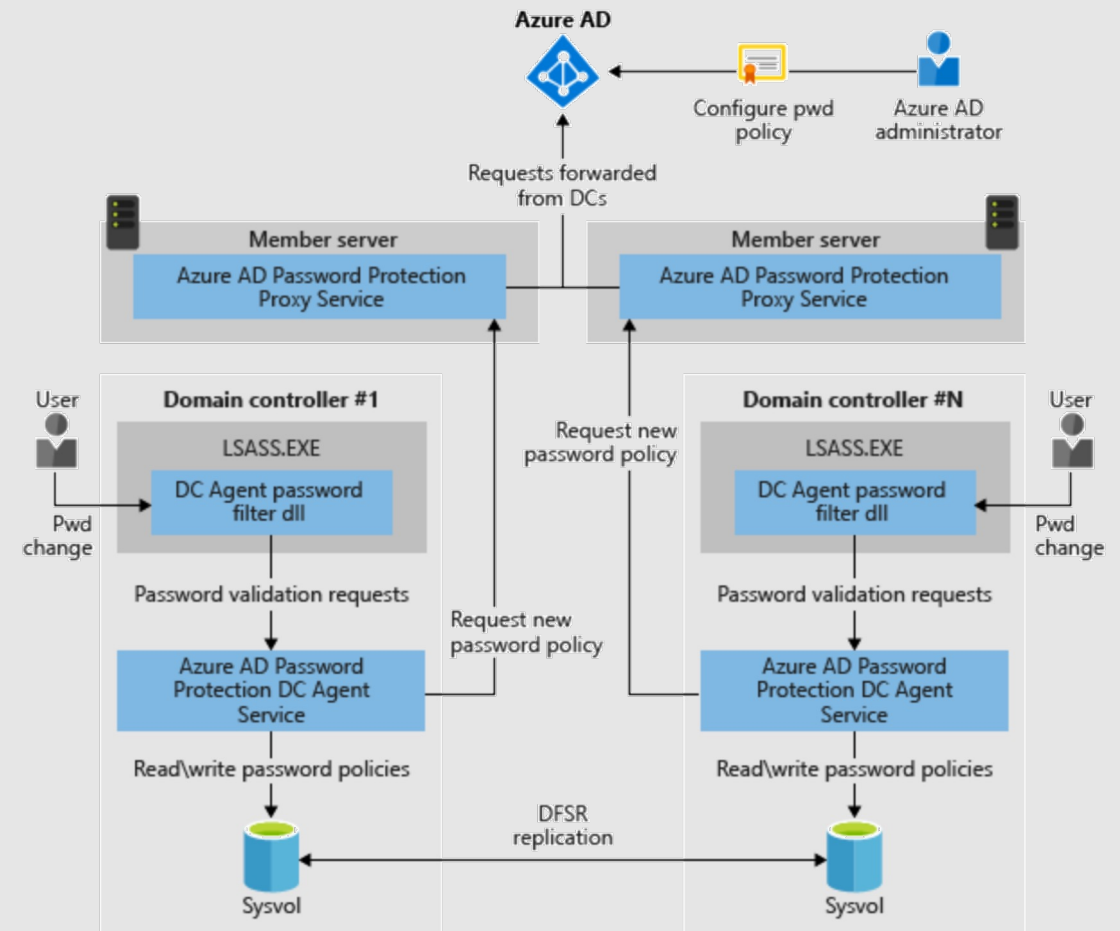 Azure AD
Configure pwd
policy
Azure AD
administrator
Requests forwarded
from DCs
Member server
Azure AD Password Protection
Proxy Service
Member server
Azure AD Password Protection
Proxy Service
User
Pwd
change
Domain controller #1
LSASS.EXE
DC Agent password
filter dll
Password validation requests
Azure AD Password
Protection DC Agent
Service
Read\write password policies
Sysvol
Request new
password policy
Request new
password policy
DFSR
replication
Domain controller #N
LSASS.EXE
DC Agent password
filter dll
Password validation requests
Azure AD Password
Protection DC Agent
Service
Read\write password policies
Sysvol
User
Pwd
change